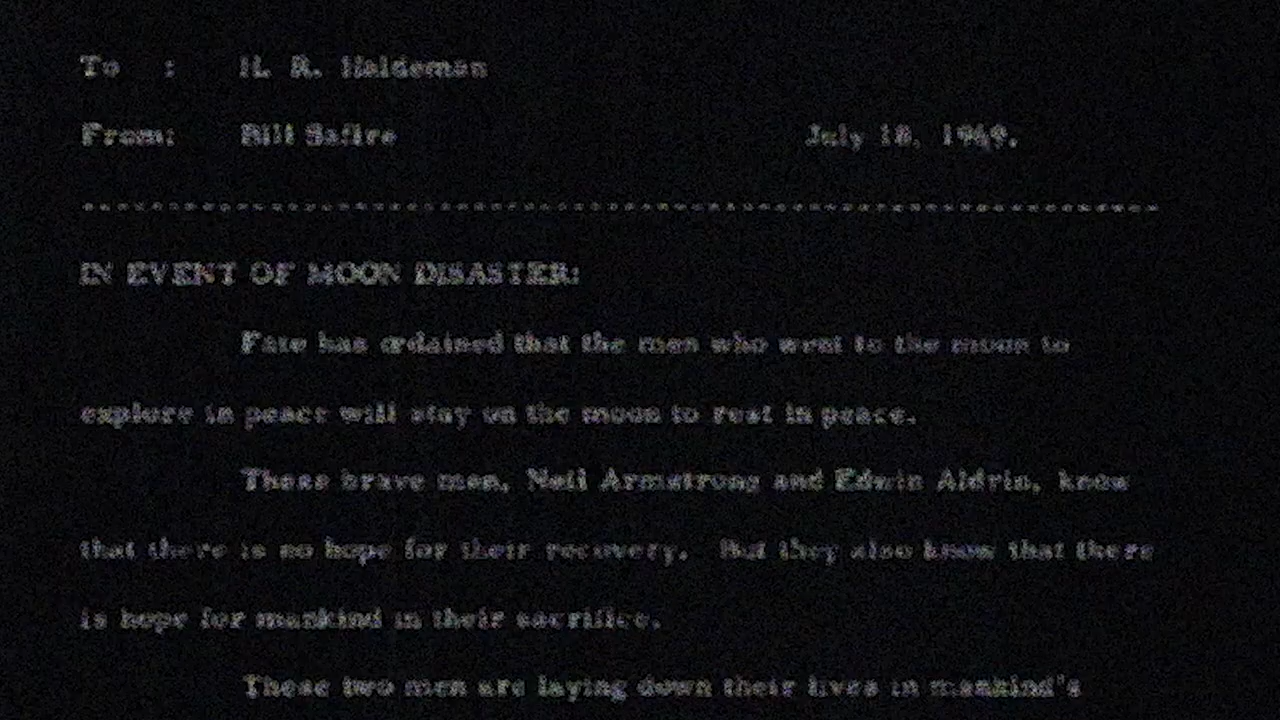 To : H. R. Haldeman
From: Bill Safire July 18, 1969.
--------------------------------------------------------------
IN EVENT OF MOON DISASTER:
Fate has ordained that the men who went to the moon to
explore in peace will stay on the moon to rest in peace.
These brave men, Neil Armstrong and Edwin Aldrin, know
that there is no hope for their recovery. But they also know that there
is hope for mankind in their sacrifice.
These two men are laying down their lives in mankind's